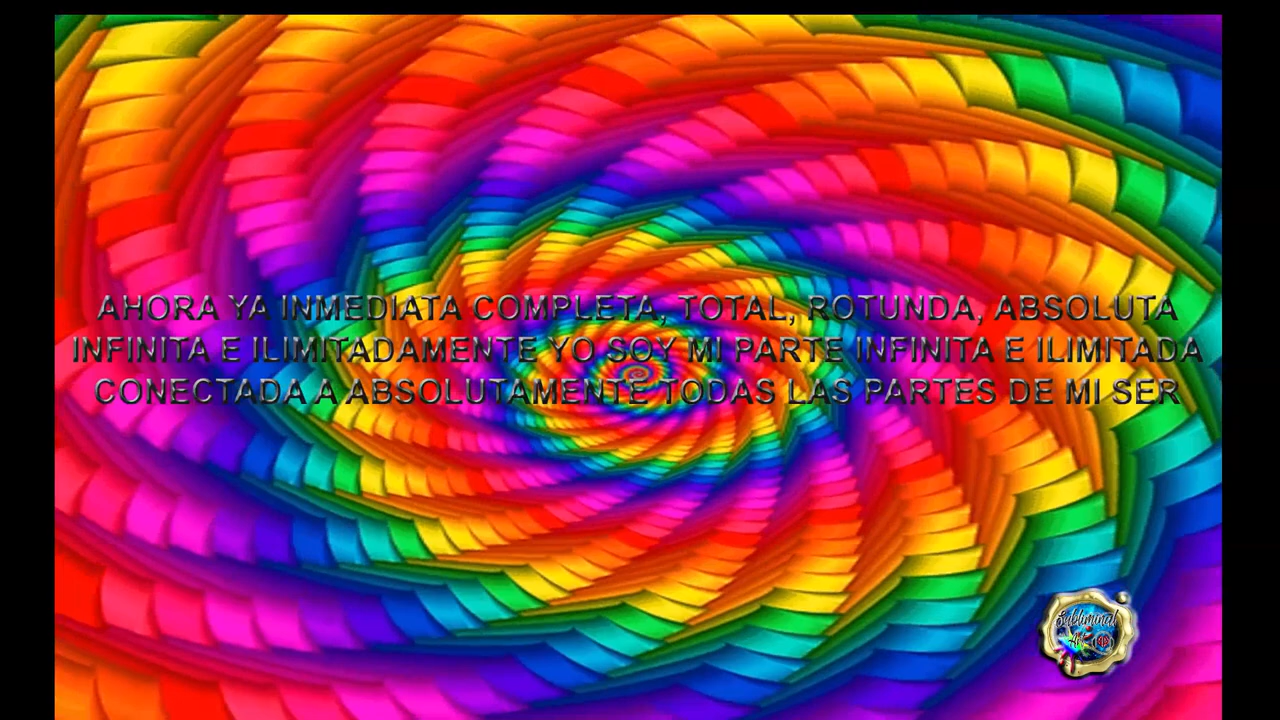 AHORA YA INMEDIATA COMPLETA, TOTAL, ROTUNDA, ABSOLUTA
INFINITA E ILIMITADAMENTE YO SOY MI PARTE INFINITA E ILIMITADA
CONECTADA A ABSOLUTAMENTE TODAS LAS PARTES DE MI SER
Subliminal